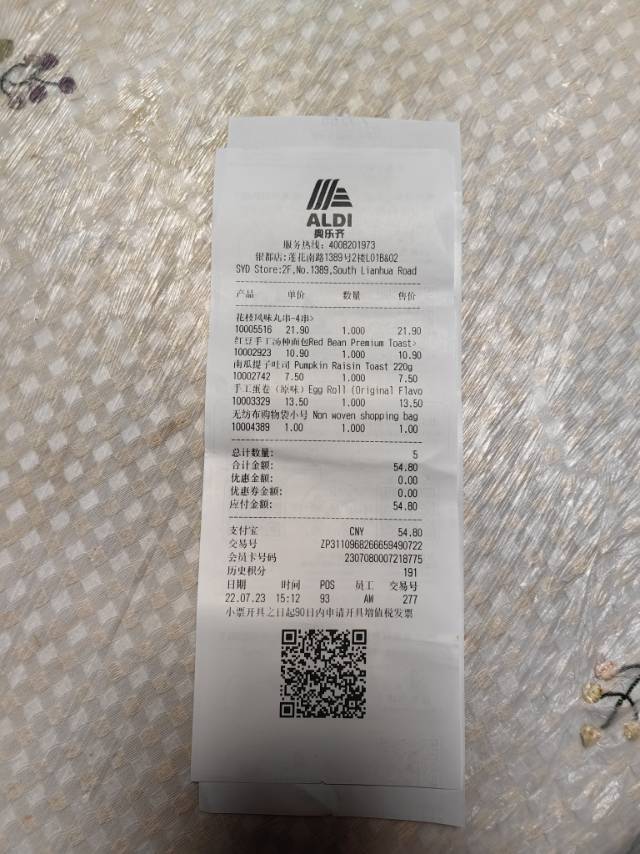 ALDI
奥乐齐
服务热线: 4008201973
银都店:莲花南路1389号2楼L01B&02
SYD Store:2F,No.1389,South Lianhua Road
产品 单价 数量 售价
花枝风味丸串-4串>
10005516 21.90 1.000 21.90
红豆手工汤种面包Red Bean Premium Toast>
10002923 10.90 1.000 10.90
南瓜提子吐司 Pumpkin Raisin Toast 220g
10002742 7.50 1.000 7.50
手工蛋卷（原味）Egg Roll (Original Flavo
10003329 13.50 1.000 13.50
无纺布购物袋小号 Non woven shopping bag
10004389 1.00 1.000 1.00
总计数量: 5
合计金额: 54.80
优惠金额: 0.00
优惠券金额: 0.00
应付金额: 54.80
支付宝 CNY 54.80
交易号 ZP3110968266659490722
会员卡号码 2307080007218775
历史积分 191
日期 时间 POS 员工 交易号
22.07.23 15:12 93 AM 277
小票开具之日起90日内申请开具增值税发票